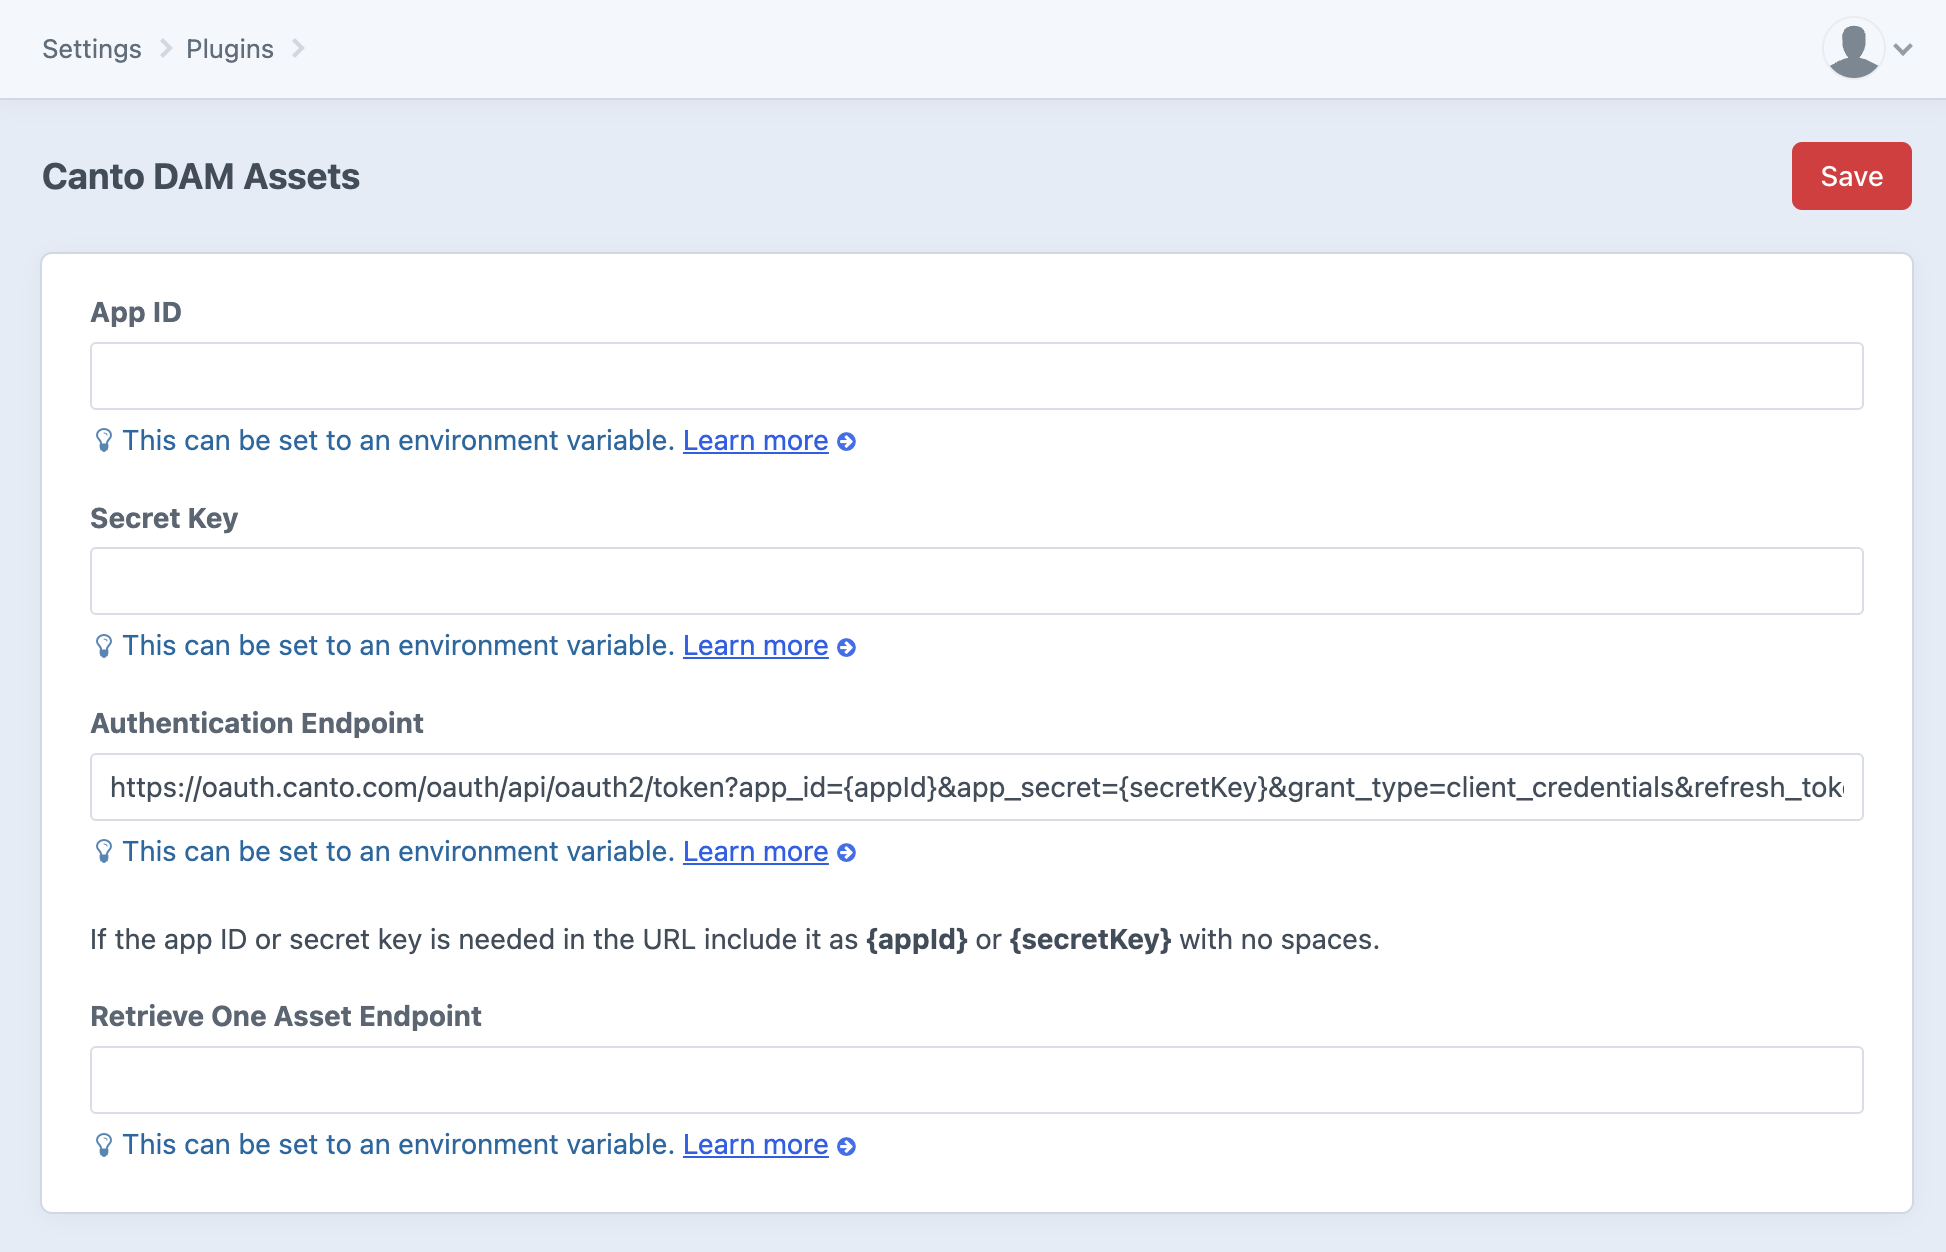 Settings Plugins
Canto DAM Assets
Save
App ID
This can be set to an environment variable. Learn more
Secret Key
This can be set to an environment variable. Learn more
Authentication Endpoint
https://oauth.canto.com/oauth/api/oauth2/token?app_id={appId}&app_secret={secretKey}&grant_type=client_credentials&refresh_tok
This can be set to an environment variable. Learn more
If the app ID or secret key is needed in the URL include it as {appId} or {secretKey} with no spaces.
Retrieve One Asset Endpoint
This can be set to an environment variable. Learn more